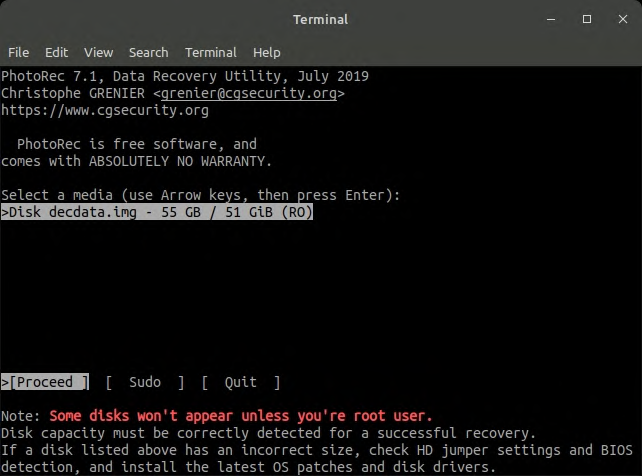 Terminal
File Edit View Search Terminal Help
PhotoRec 7.1, Data Recovery Utility, July 2019
Christophe GRENIER <grenier@cgsecurity.org>
https://www.cgsecurity.org
PhotoRec is free software, and
comes with ABSOLUTELY NO WARRANTY.
Select a media (use Arrow keys, then press Enter):
>Disk decdata.img - 55 GB / 51 GiB (RO)
>[Proceed ] [ Sudo ] [ Quit ]
Note: Some disks won't appear unless you're root user.
Disk capacity must be correctly detected for a successful recovery.
If a disk listed above has an incorrect size, check HD jumper settings and BIOS
detection, and install the latest OS patches and disk drivers.